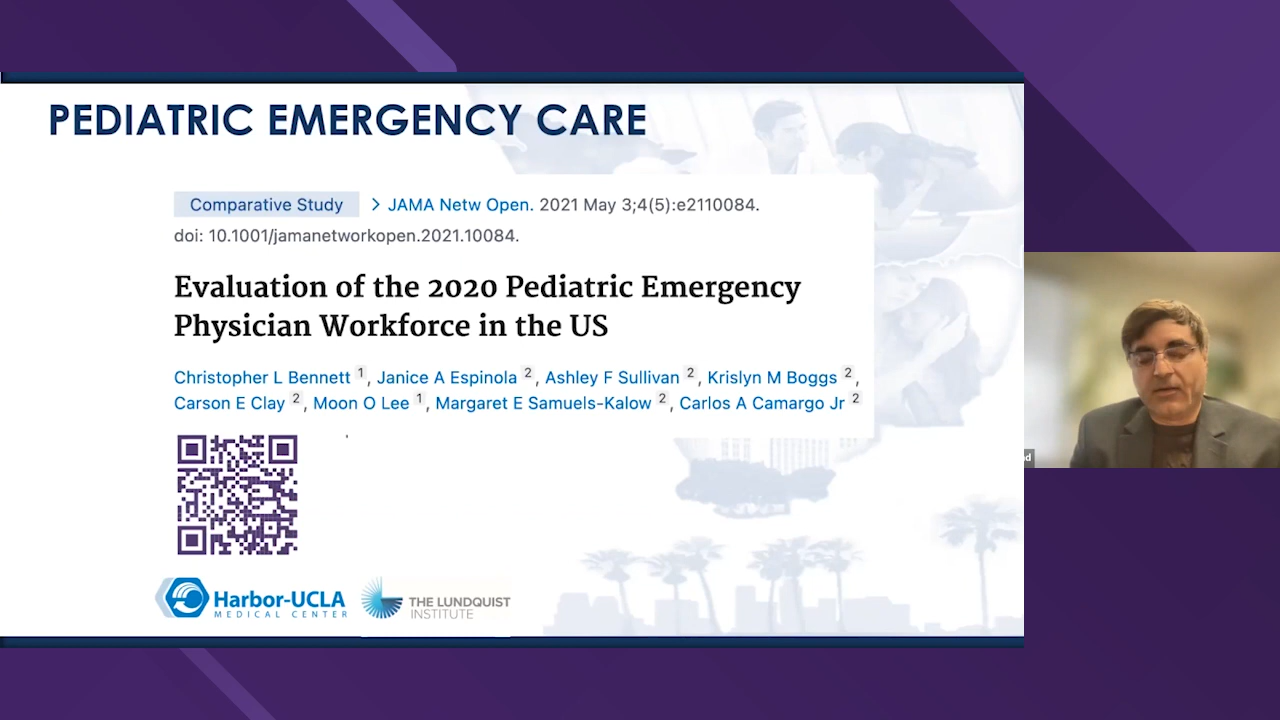 PEDIATRIC EMERGENCY CARE
Comparative Study > JAMA Netw Open. 2021 May 3;4(5):e2110084.
doi: 10.1001/jamanetworkopen.2021.10084.
Evaluation of the 2020 Pediatric Emergency
Physician Workforce in the US
Christopher L Bennett 1, Janice A Espinola 2, Ashley F Sullivan 2, Krislyn M Boggs 2,
Carson E Clay 2, Moon O Lee 1, Margaret E Samuels-Kalow 2, Carlos A Camargo Jr 2
Harbor-UCLA
MEDICAL CENTER
THE LUNDQUIST
INSTITUTE